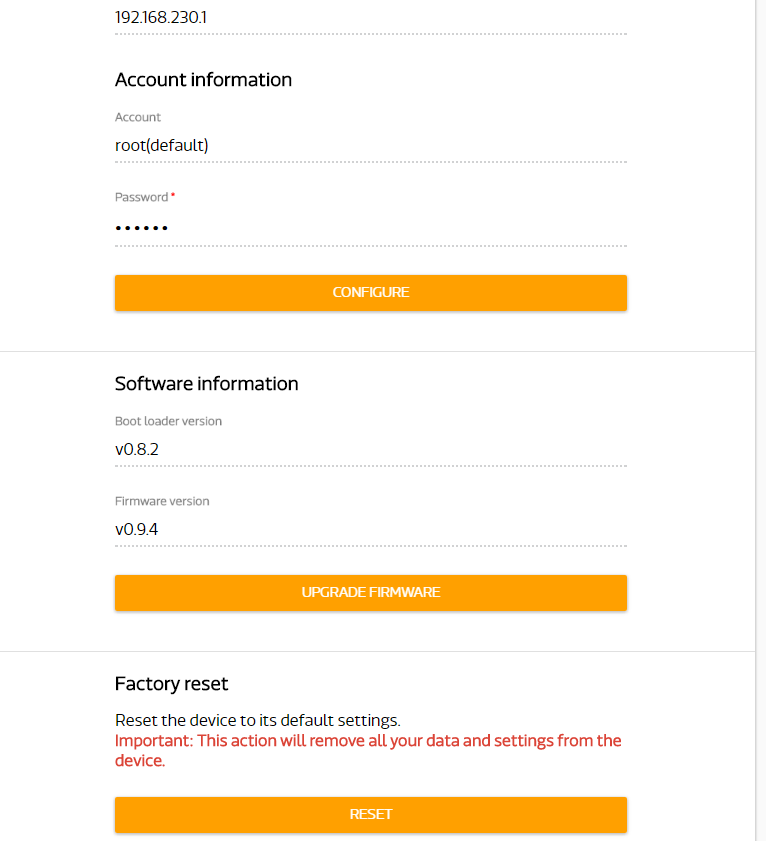 192.168.230.1
Account information
Account
root(default)
Password *
••••••
CONFIGURE
Software information
Boot loader version
v0.8.2
Firmware version
v0.9.4
UPGRADE FIRMWARE
Factory reset
Reset the device to its default settings.
Important: This action will remove all your data and settings from the
device.
RESET